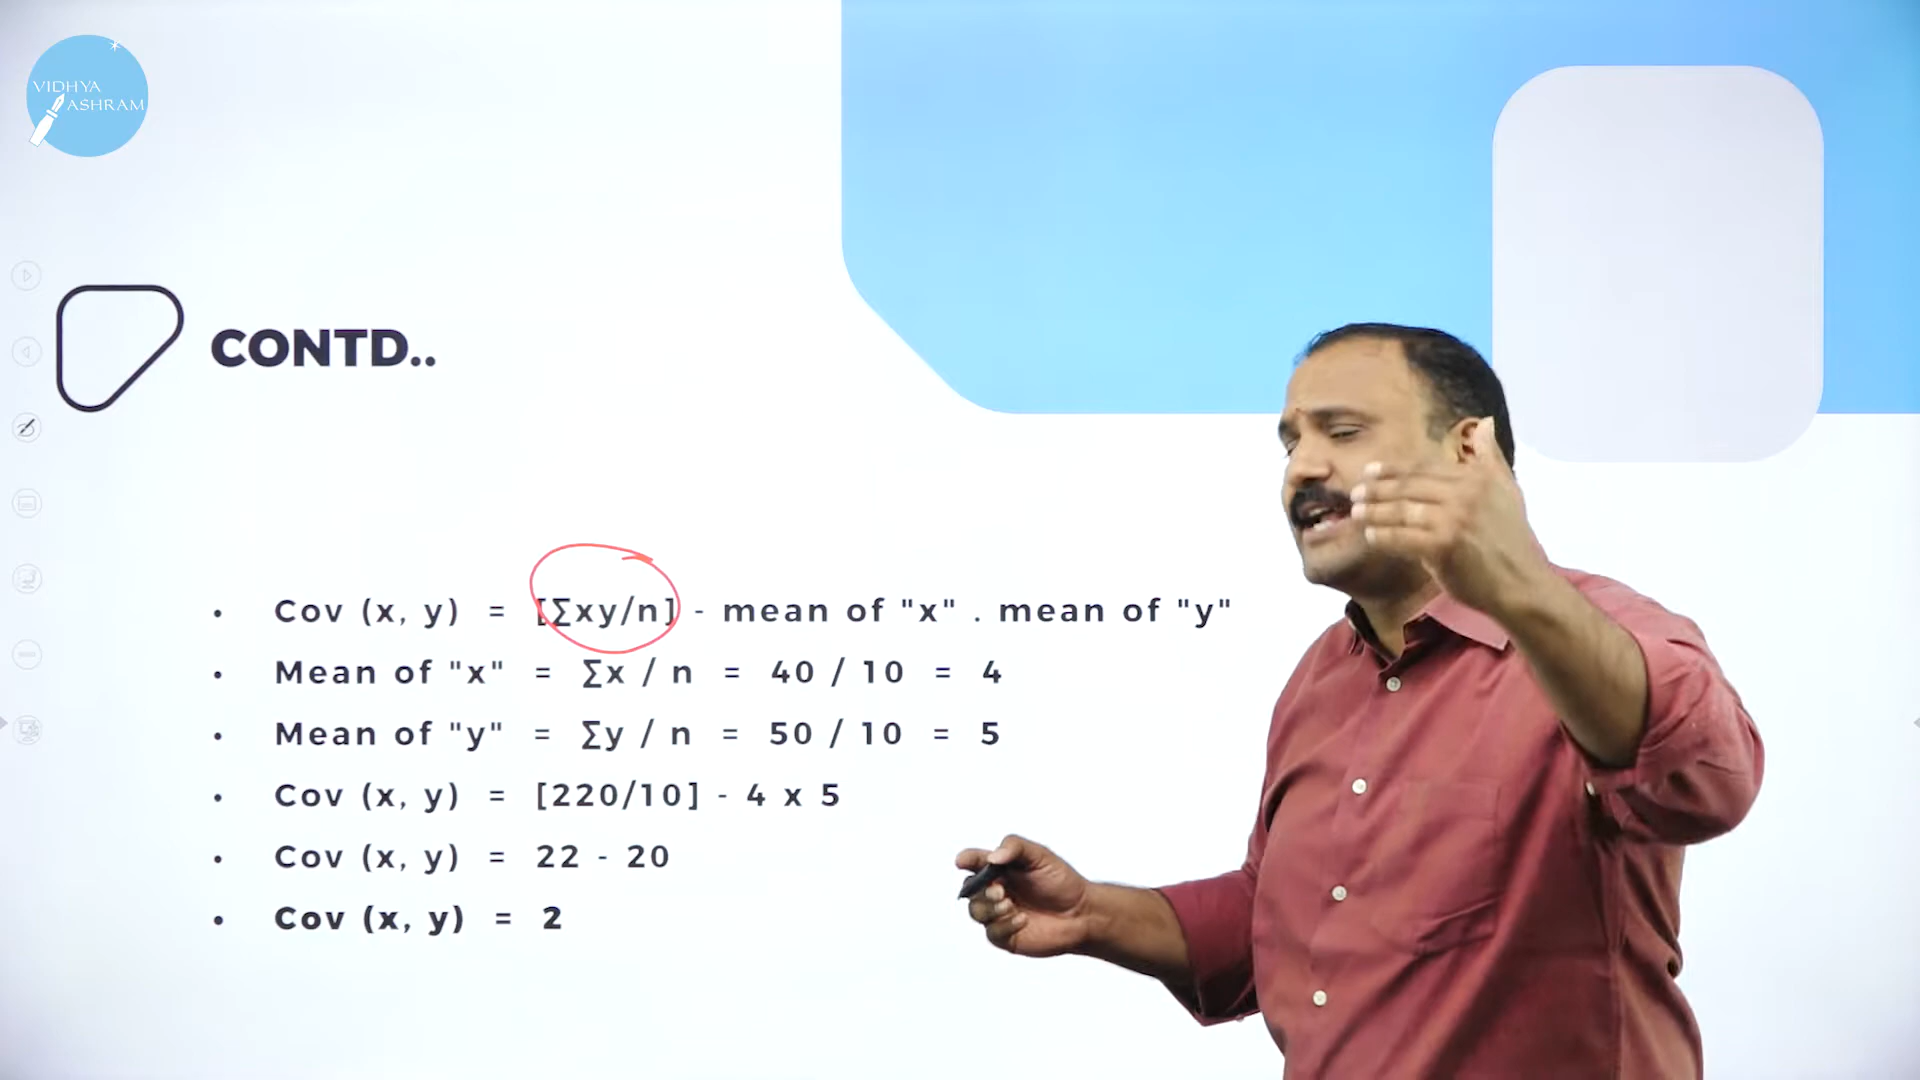 VIDHYA
ASHRAM
CONTD..
• Cov (x, y) = [∑xy/n] - mean of "x" . mean of "y"
• Mean of "x" = ∑x / n = 40 / 10 = 4
• Mean of "y" = ∑y / n = 50 / 10 = 5
• Cov (x, y) = [220/10] - 4 x 5
• Cov (x, y) = 22 - 20
• Cov (x, y) = 2